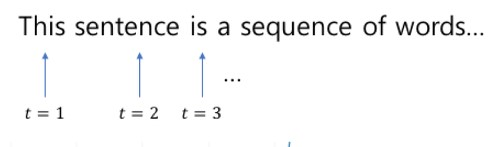 This sentence is a sequence of words...
...
t = 1 t = 2 t = 3